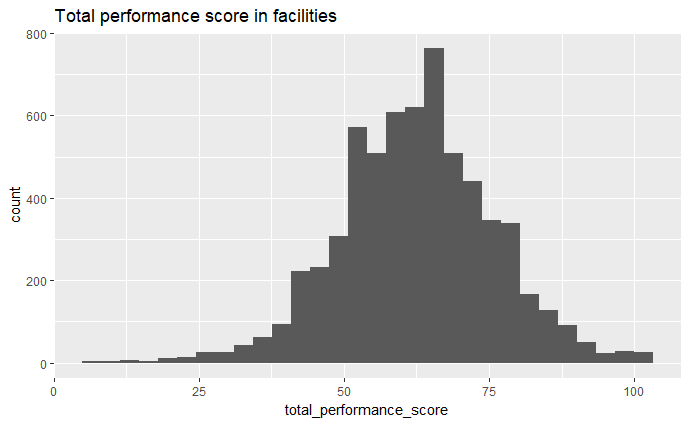 Total performance score in facilities
800
600
400
200
0
count
0 25 50 75 100
total_performance_score